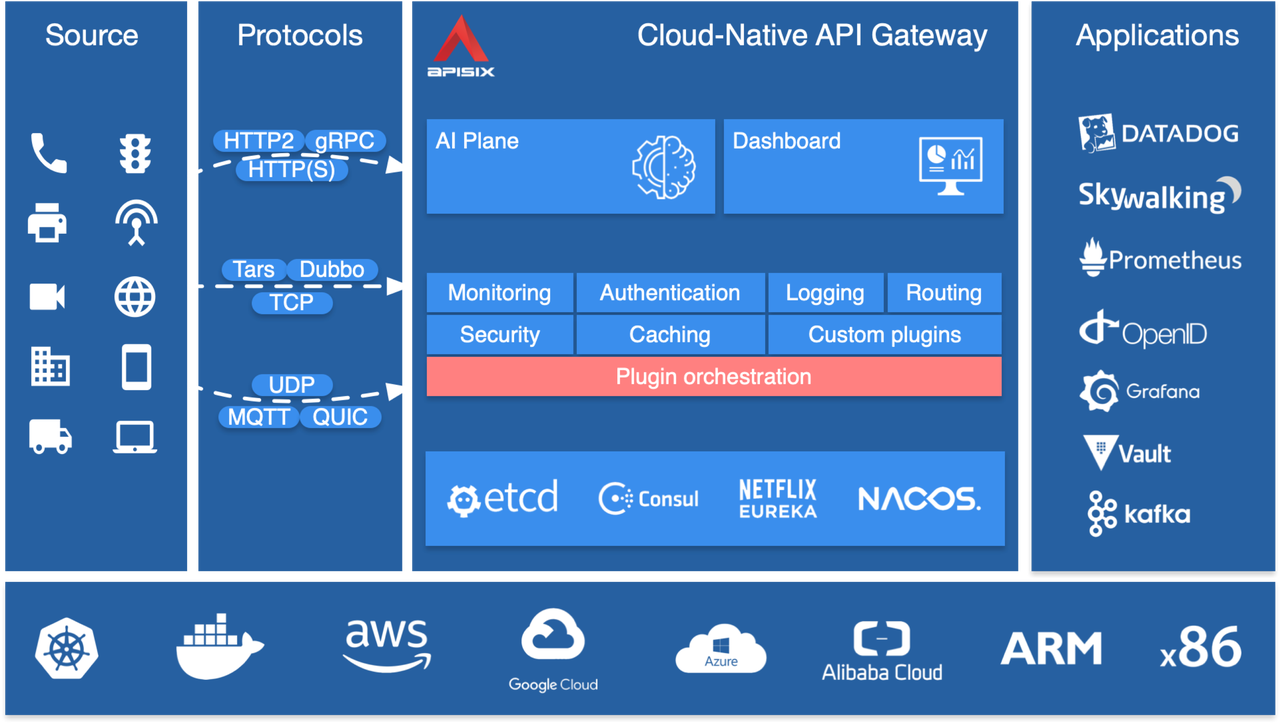 Source
Protocols
HTTP2 gRPC
HTTP(S)
Tars Dubbo
TCP
UDP
MQTT QUIC
APISIX
Cloud-Native API Gateway
AI Plane
Dashboard
Monitoring Authentication Logging Routing
Security Caching Custom plugins
Plugin orchestration
etcd Consul NETFLIX EUREKA NACOS.
Applications
DATADOG
Skywalking
Prometheus
OpenID
Grafana
Vault
kafka
aws
Google Cloud
Azure
Alibaba Cloud
ARM
x86